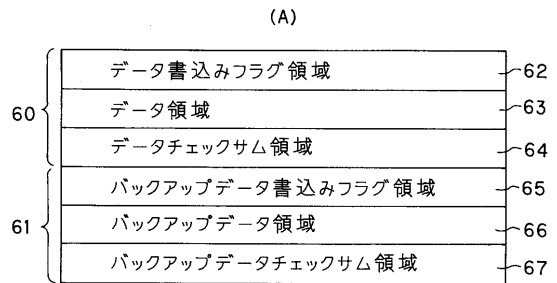 (A)
データ書込みフラグ領域 62
60 データ領域 63
データチェックサム領域 64
バックアップデータ書込みフラグ領域 65
61 バックアップデータ領域 66
バックアップデータチェックサム領域 67